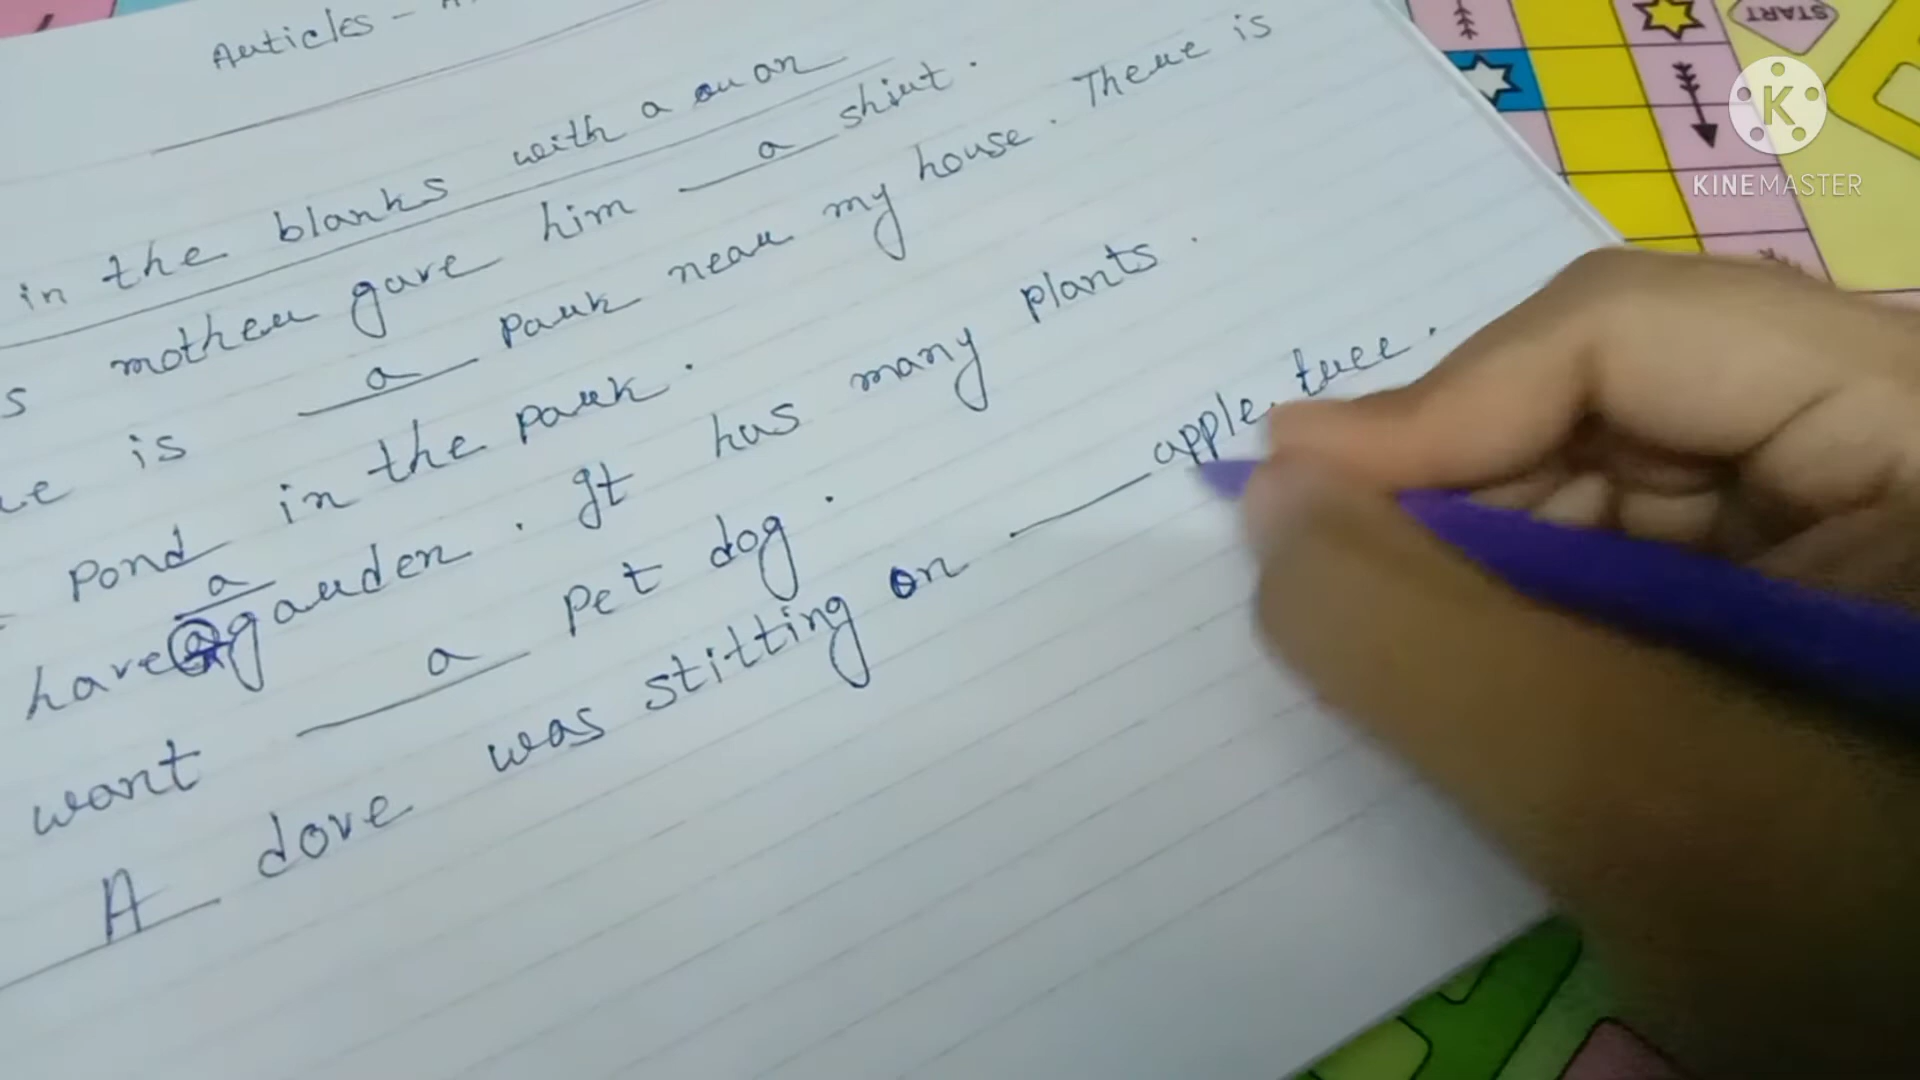 Articles -
in the blanks with a or an
s mother gave him a shirt. There is
is a park near my house.
pond in the park.
have a garden. It has many plants.
want a pet dog.
A dove was stitting on ____ apple tree.
START
K
KINEMASTER